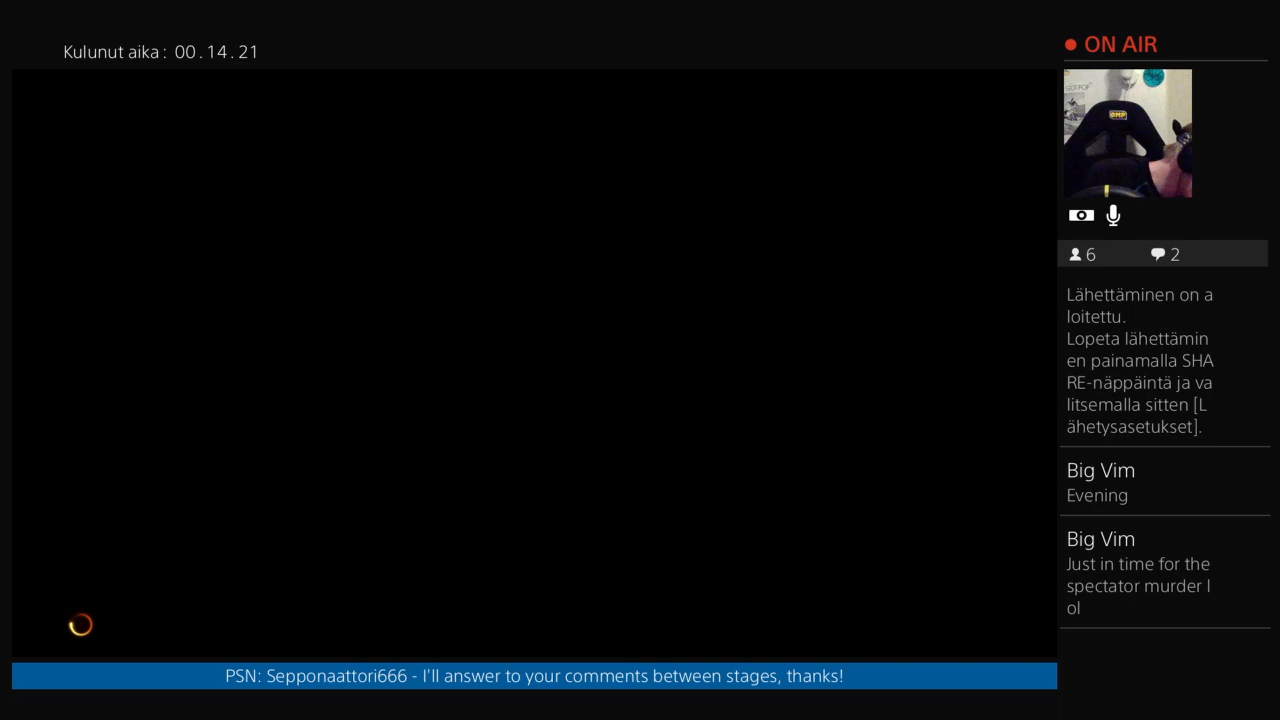 Kulunut aika : 00 . 14 . 21
ON AIR
GOT POP
OMP
6
2
Lähettäminen on a
loitettu.
Lopeta lähettämin
en painamalla SHA
RE-näppäintä ja va
litsemalla sitten [L
ähetysasetukset].
Big Vim
Evening
Big Vim
Just in time for the
spectator murder l
ol
PSN: Sepponaattori666 - I'll answer to your comments between stages, thanks!